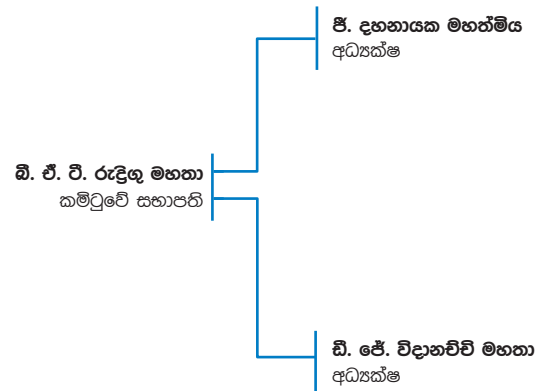 ජී. දහනායක මහත්මිය
අධ්‍යක්ෂ
බී. ඒ. ටී. රුද්‍රිගු මහතා
කමිටුවේ සභාපති
ඩී. ජේ. විදානච්චි මහතා
අධ්‍යක්ෂ